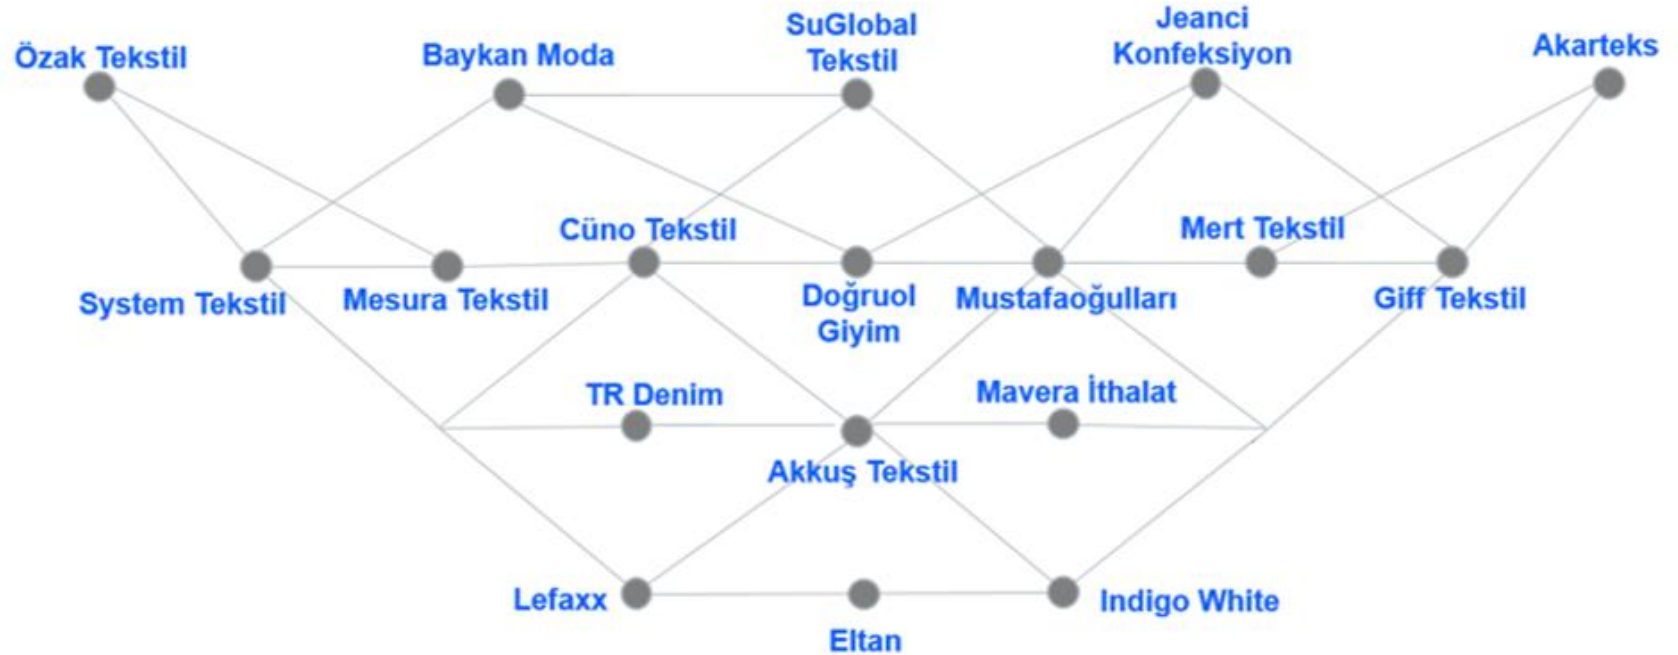 Özak Tekstil
Baykan Moda
SuGlobal
Tekstil
Jeanci
Konfeksiyon
Akarteks
System Tekstil
Mesura Tekstil
Cüno Tekstil
Doğruol
Giyim
Mustafaoğulları
Mert Tekstil
Giff Tekstil
TR Denim
Mavera İthalat
Akkuş Tekstil
Lefaxx
Eltan
Indigo White